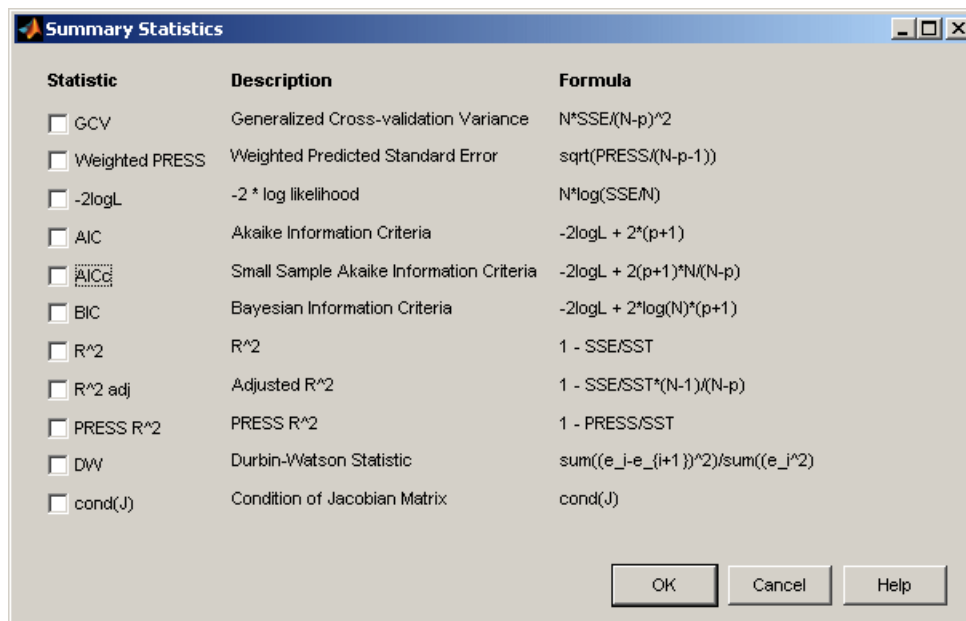 Summary Statistics
Statistic Description Formula
GCV Generalized Cross-validation Variance N*SSE/(N-p)^2
Weighted PRESS Weighted Predicted Standard Error sqrt(PRESS/(N-p-1))
-2logL -2 * log likelihood N*log(SSE/N)
AIC Akaike Information Criteria -2logL + 2*(p+1)
AICc Small Sample Akaike Information Criteria -2logL + 2(p+1)*N/(N-p)
BIC Bayesian Information Criteria -2logL + 2*log(N)*(p+1)
R^2 R^2 1 - SSE/SST
R^2 adj Adjusted R^2 1 - SSE/SST*(N-1)/(N-p)
PRESS R^2 PRESS R^2 1 - PRESS/SST
DW Durbin-Watson Statistic sum((e_i-e_{i+1})^2)/sum((e_i^2)
cond(J) Condition of Jacobian Matrix cond(J)
OK Cancel Help